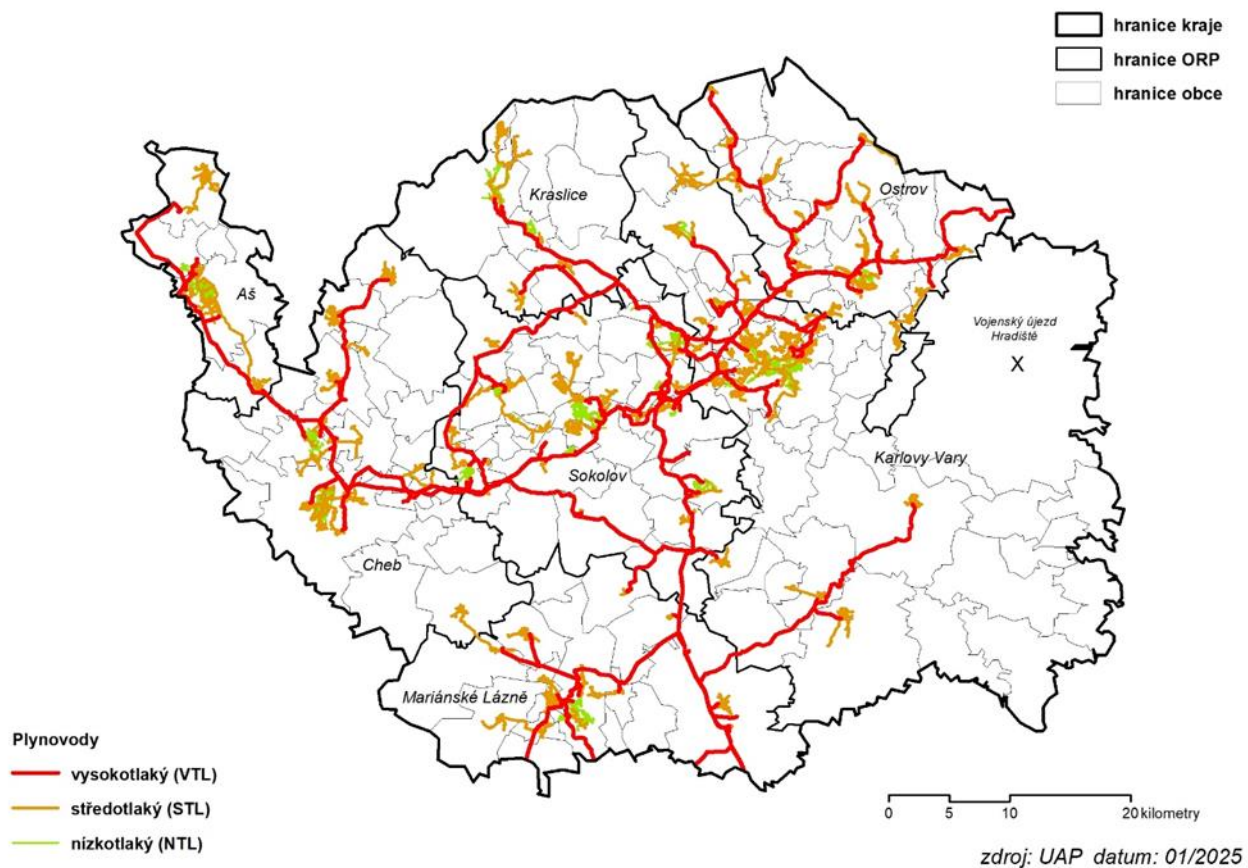 hranice kraje
hranice ORP
hranice obce
Kraslice
Ostrov
Aš
Vojenský újezd
Hradiště
X
Karlovy Vary
Sokolov
Cheb
Mariánské Lázně
Plynovody
vysokotlaký (VTL)
středotlaký (STL)
nízkotlaký (NTL)
0 5 10 20 kilometry
zdroj: UAP datum: 01/2025